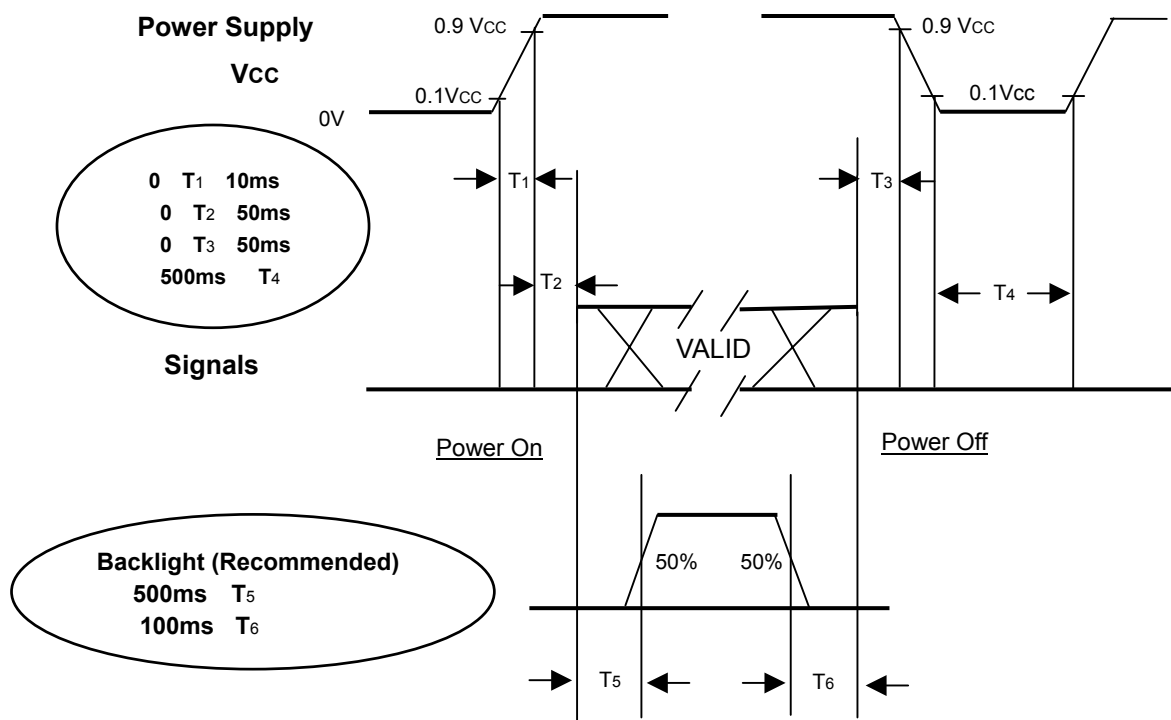 Power Supply
Vcc
0.9 Vcc
0.9 Vcc
0.1Vcc
0.1Vcc
0V
0 T1 10ms
0 T2 50ms
0 T3 50ms
500ms T4
T1
T3
T2
T4
VALID
Signals
Power On
Power Off
Backlight (Recommended)
500ms T5
100ms T6
50%
50%
T5
T6